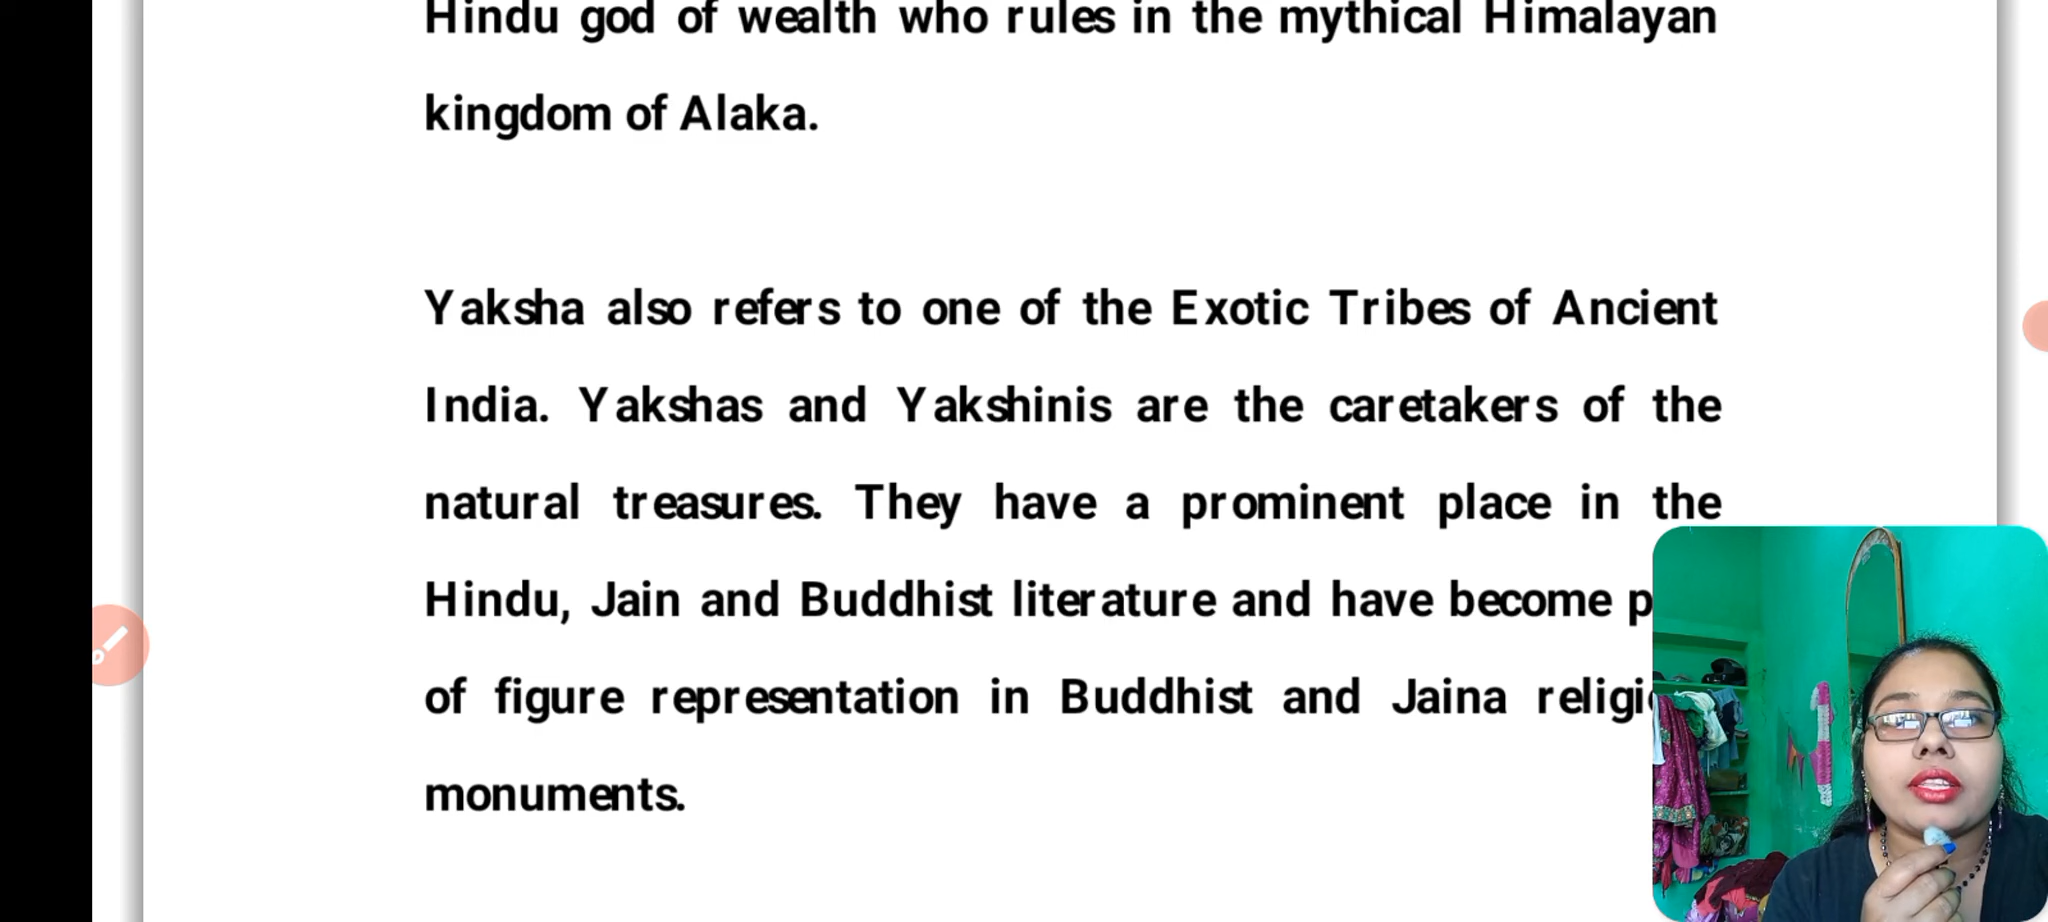 Hindu god of wealth who rules in the mythical Himalayan
kingdom of Alaka.
Yaksha also refers to one of the Exotic Tribes of Ancient
India. Yakshas and Yakshinis are the caretakers of the
natural treasures. They have a prominent place in the
Hindu, Jain and Buddhist literature and have become
of figure representation in Buddhist and Jaina
monuments.